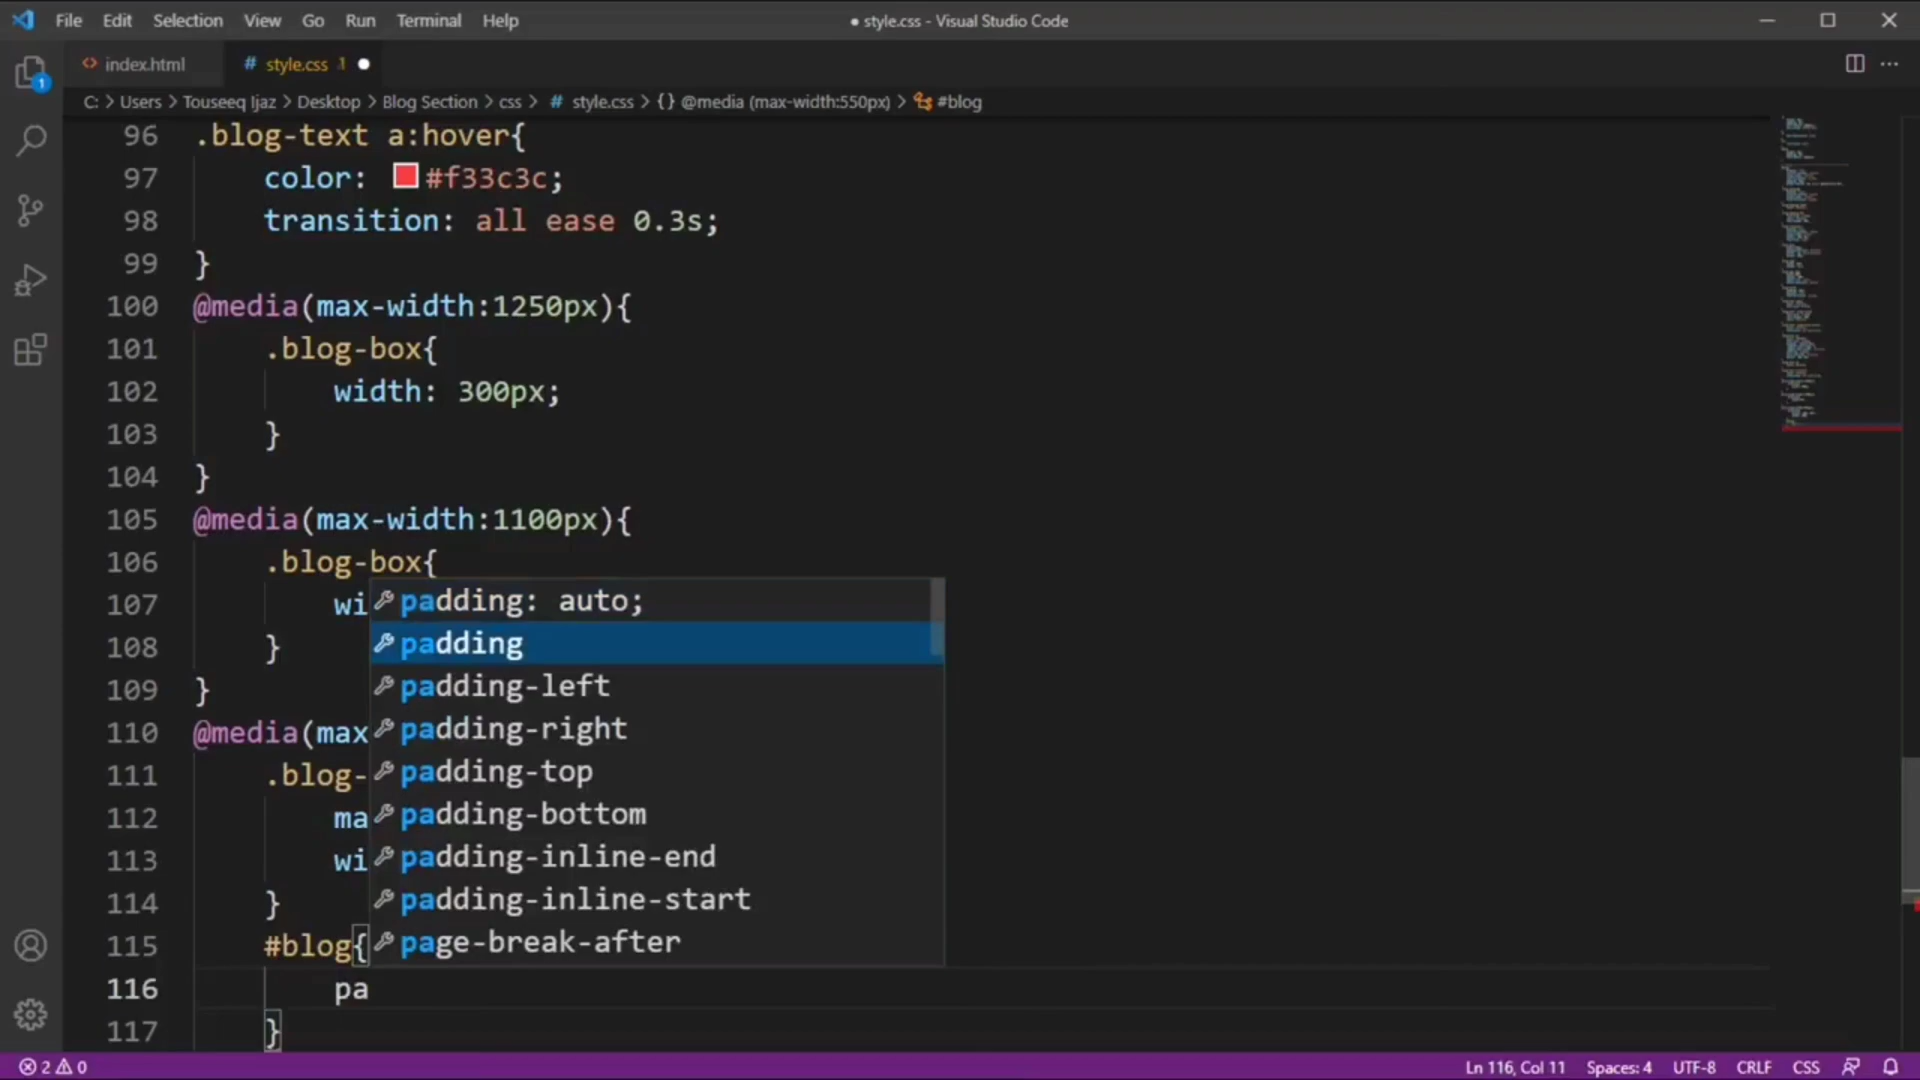 File Edit Selection View Go Run Terminal Help
● style.css - Visual Studio Code
index.html
# style.css 1 ●
C: > Users > Touseeq Ijaz > Desktop > Blog Section > css > # style.css > {} @media (max-width:550px) > #blog
1
96 .blog-text a:hover{
97 color: #f33c3c;
98 transition: all ease 0.3s;
99 }
100 @media(max-width:1250px){
101 .blog-box{
102 width: 300px;
103 }
104 }
105 @media(max-width:1100px){
106 .blog-box{
107 wi
108 }
109 }
110 @media(max
111 .blog-
112 ma
113 wi
114 }
115 #blog{
116 pa
117 }
padding: auto;
padding
padding-left
padding-right
padding-top
padding-bottom
padding-inline-end
padding-inline-start
page-break-after
2 0
Ln 116, Col 11 Spaces: 4 UTF-8 CRLF CSS